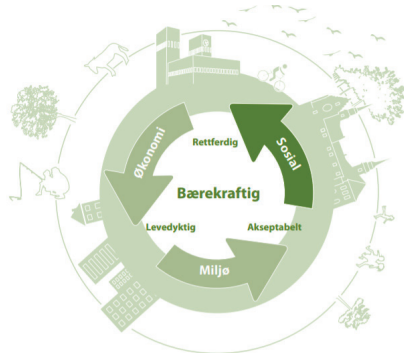 Økonomi
Rettferdig
Sosial
Bærekraftig
Levedyktig
Akseptabelt
Miljø